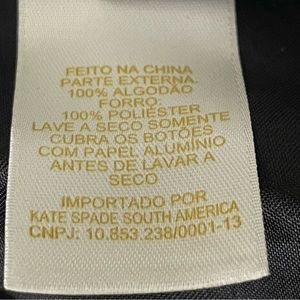 FEITO NA CHINA
PARTE EXTERNA:
100% ALGODÃO
FORRO:
100% POLIÉSTER
LAVE A SECO SOMENTE
CUBRA OS BOTÕES
COM PAPEL ALUMÍNIO
ANTES DE LAVAR A
SECO
IMPORTADO POR
KATE SPADE SOUTH AMERICA
CNPJ: 10.853.238/0001-13